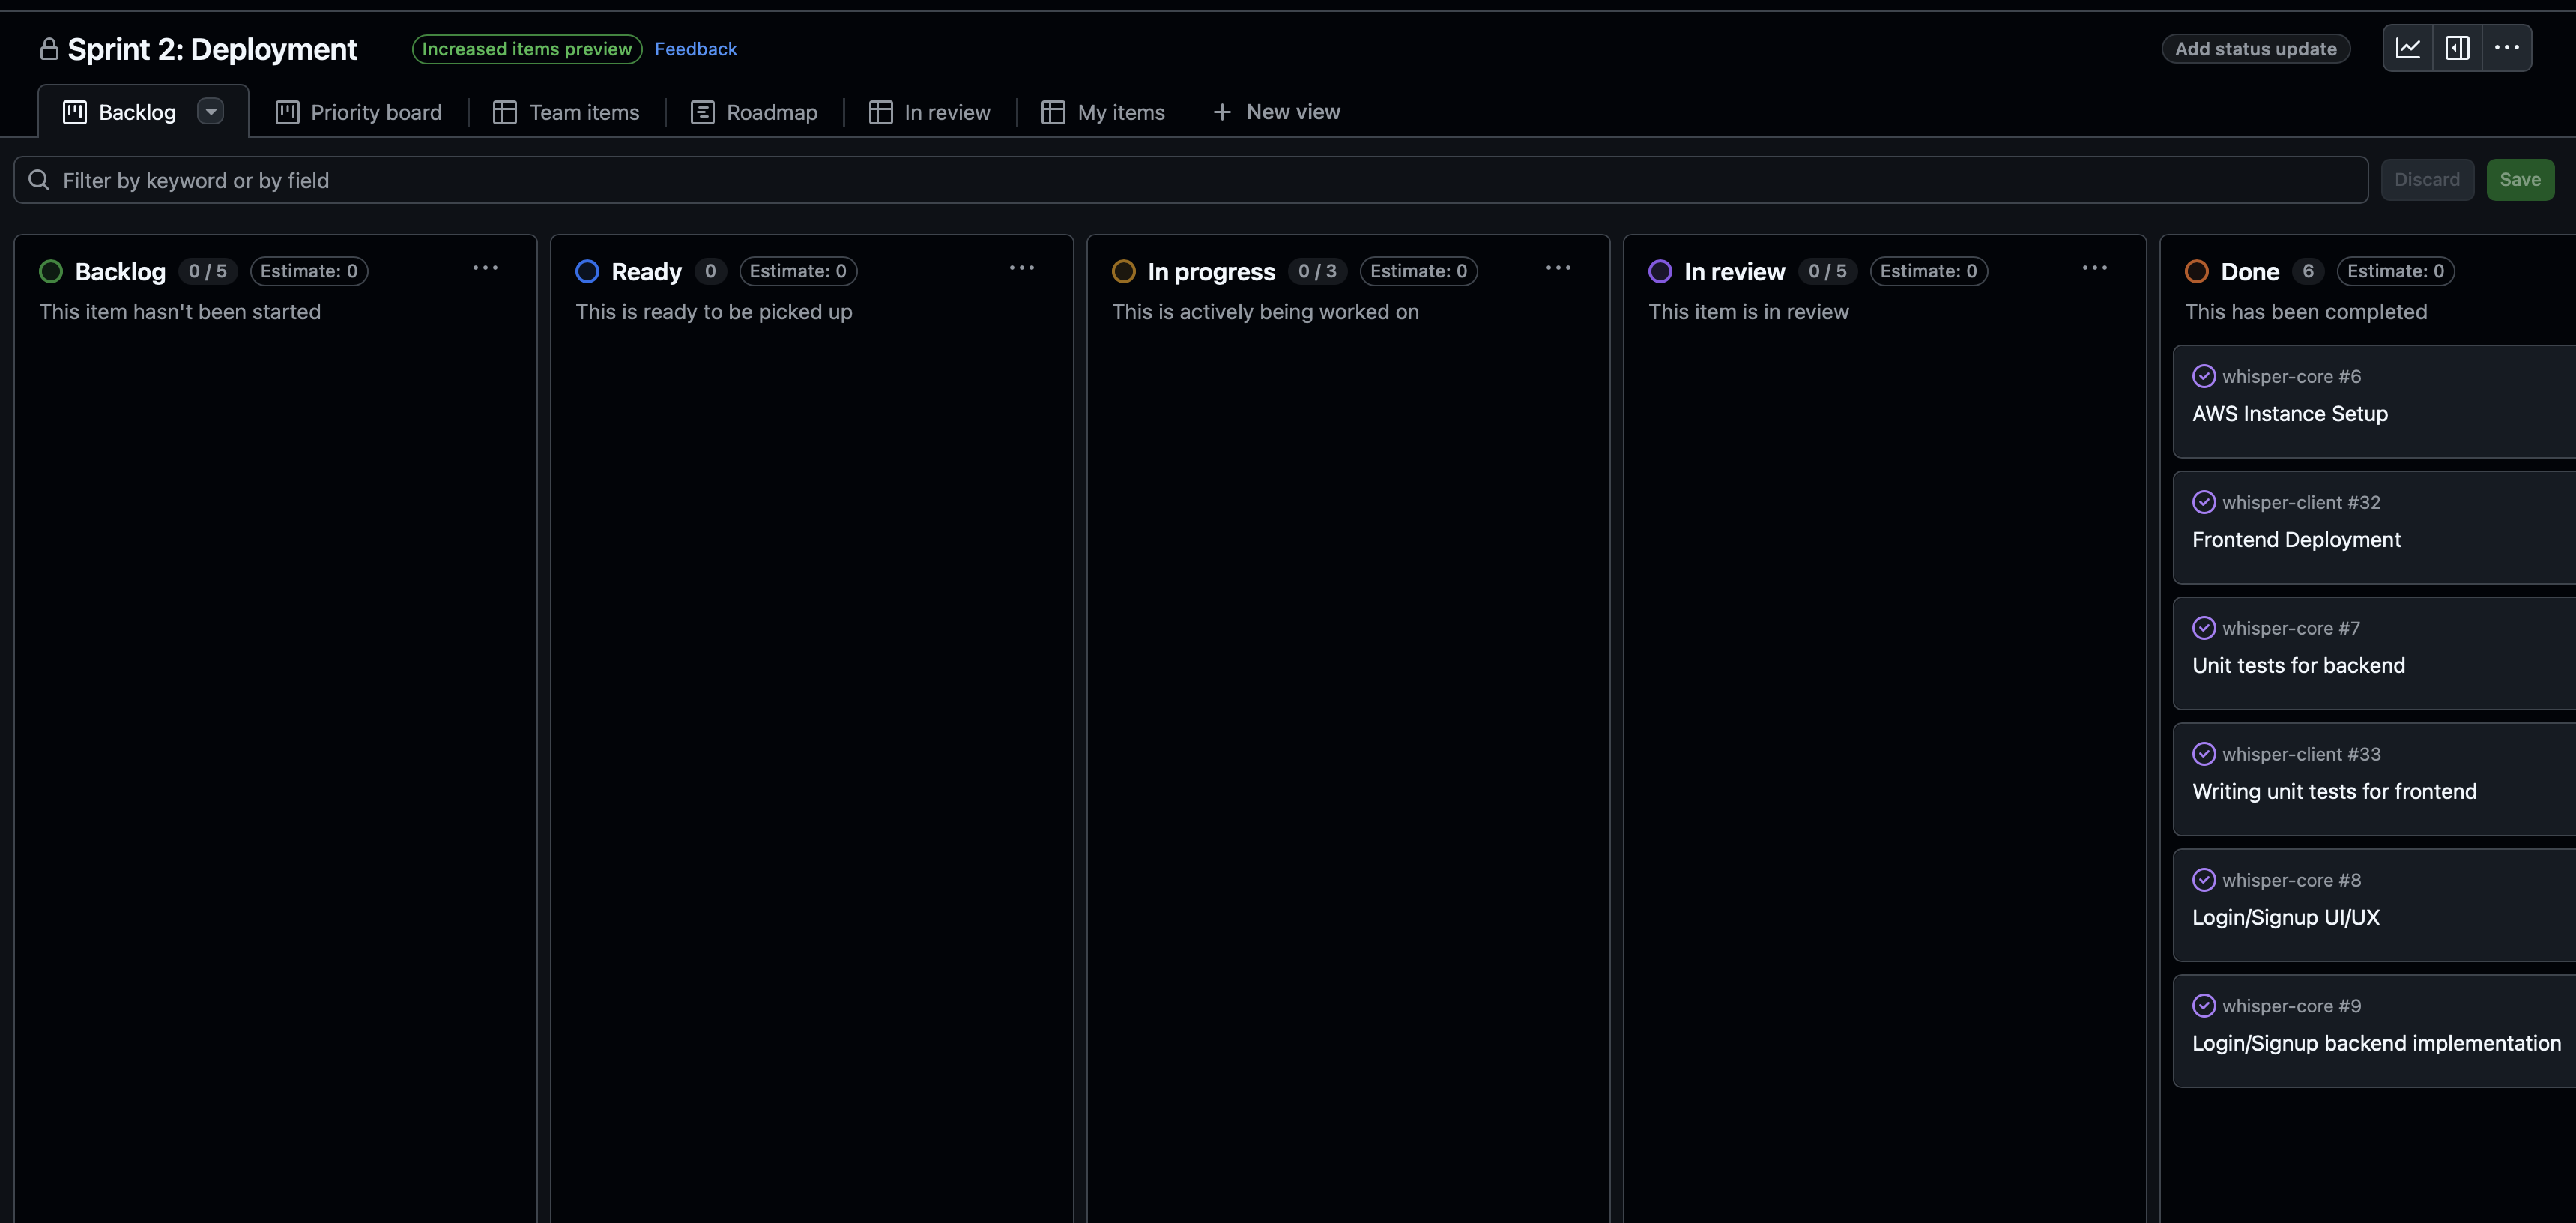 Sprint 2: Deployment
Increased items preview
Feedback
Add status update
Backlog
Priority board
Team items
Roadmap
In review
My items
New view
Filter by keyword or by field
Discard
Save
Backlog 0 / 5 Estimate: 0
This item hasn't been started
Ready 0 Estimate: 0
This is ready to be picked up
In progress 0 / 3 Estimate: 0
This is actively being worked on
In review 0 / 5 Estimate: 0
This item is in review
Done 6 Estimate: 0
This has been completed
whisper-core #6
AWS Instance Setup
whisper-client #32
Frontend Deployment
whisper-core #7
Unit tests for backend
whisper-client #33
Writing unit tests for frontend
whisper-core #8
Login/Signup UI/UX
whisper-core #9
Login/Signup backend implementation